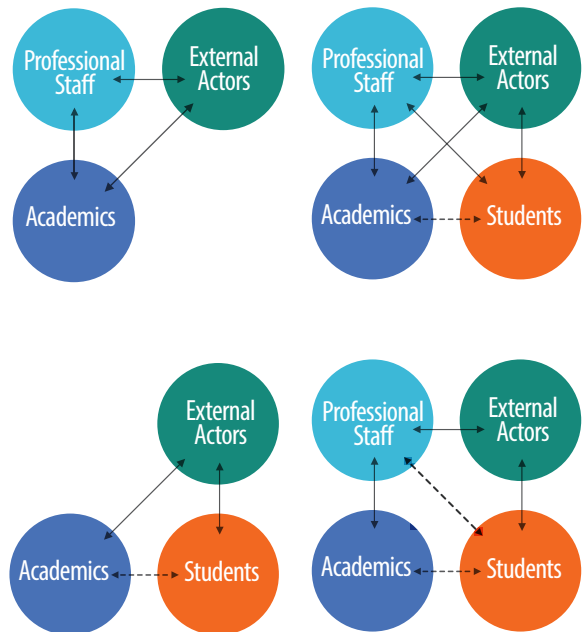 Professional
Staff
External
Actors
Academics
Professional
Staff
External
Actors
Academics
Students
External
Actors
Academics
Students
Professional
Staff
External
Actors
Academics
Students